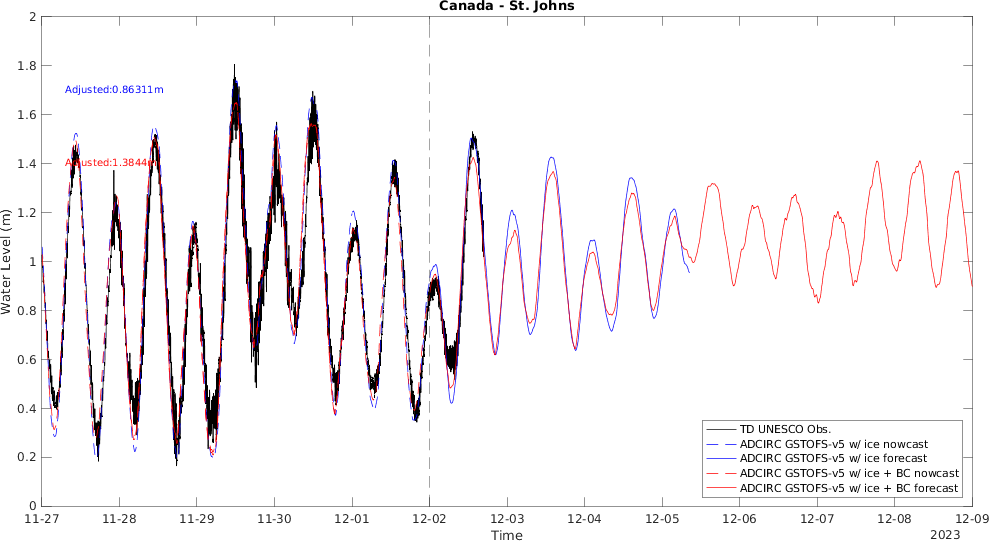 Canada - St. Johns
Adjusted:0.86311m
Adjusted:1.3844m
Water Level (m)
2
1.8
1.6
1.4
1.2
1
0.8
0.6
0.4
0.2
0
TD UNESCO Obs.
ADCIRC GSTOFS-v5 w/ ice nowcast
ADCIRC GSTOFS-v5 w/ ice forecast
ADCIRC GSTOFS-v5 w/ ice + BC nowcast
ADCIRC GSTOFS-v5 w/ ice + BC forecast
11-27 11-28 11-29 11-30 12-01 12-02 12-03 12-04 12-05 12-06 12-07 12-08 12-09
Time
2023